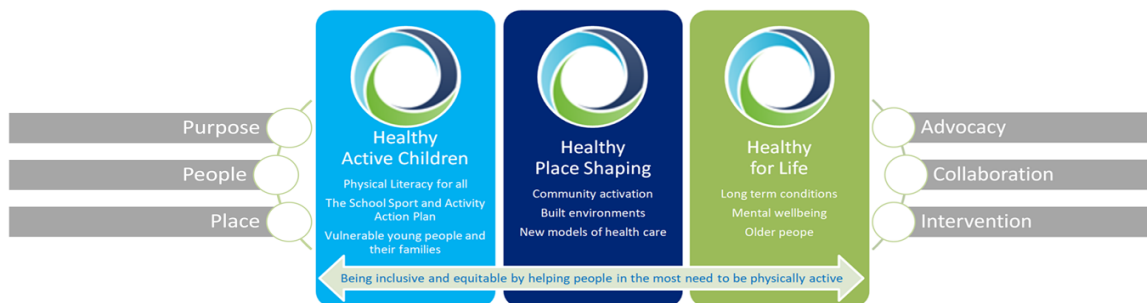 Purpose
People
Place
Healthy
Active Children
Physical Literacy for all
The School Sport and Activity
Action Plan
Vulnerable young people and
their families
Healthy
Place Shaping
Community activation
Built environments
New models of health care
Healthy
for Life
Long term conditions
Mental wellbeing
Older peope
Advocacy
Collaboration
Intervention
Being inclusive and equitable by helping people in the most need to be physically active